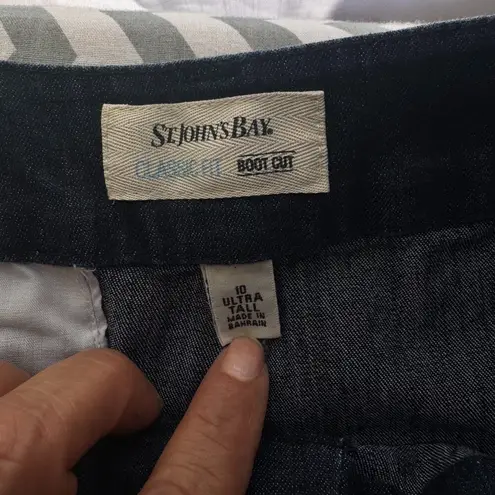 ST. JOHN'S BAY.
CLASSIC FIT BOOT CUT
10
ULTRA
TALL
MADE IN
BAHRAIN